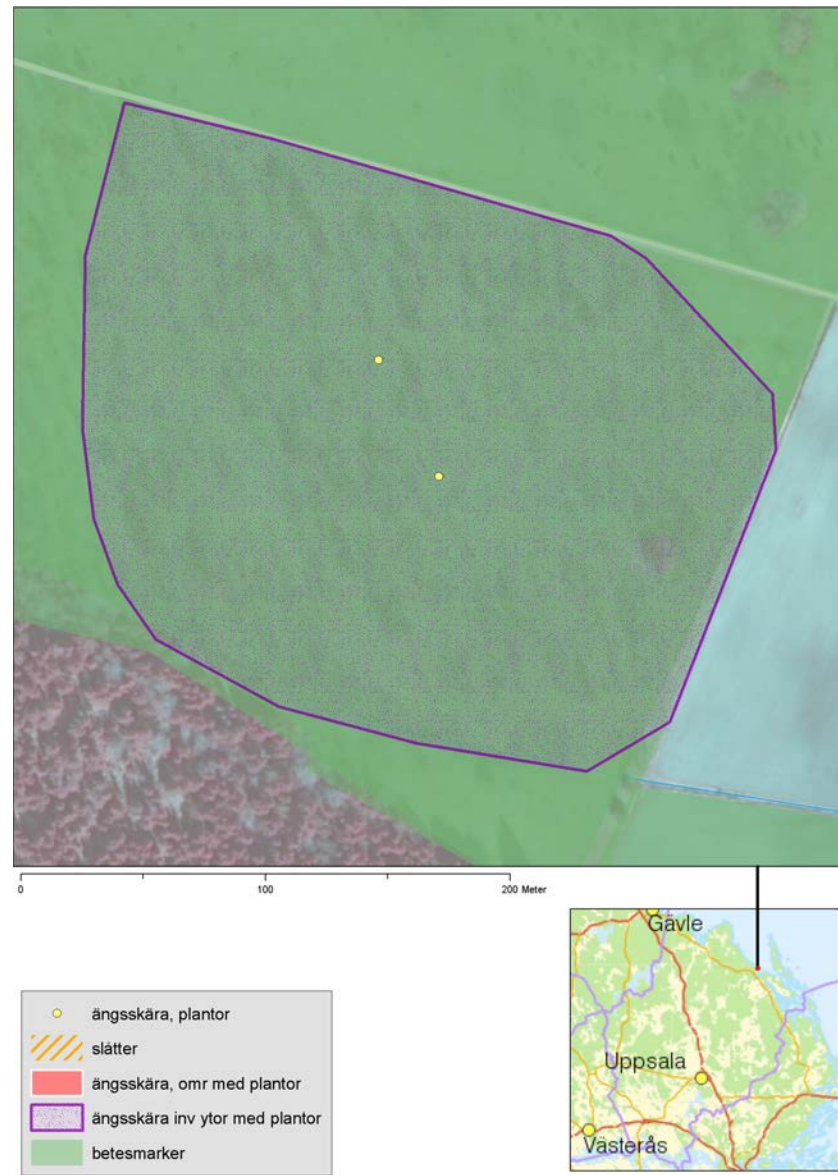 0 100 200 Meter
Gävle
Uppsala
Västerås
ängsskära, plantor
slåtter
ängsskära, omr med plantor
ängsskära inv ytor med plantor
betesmarker